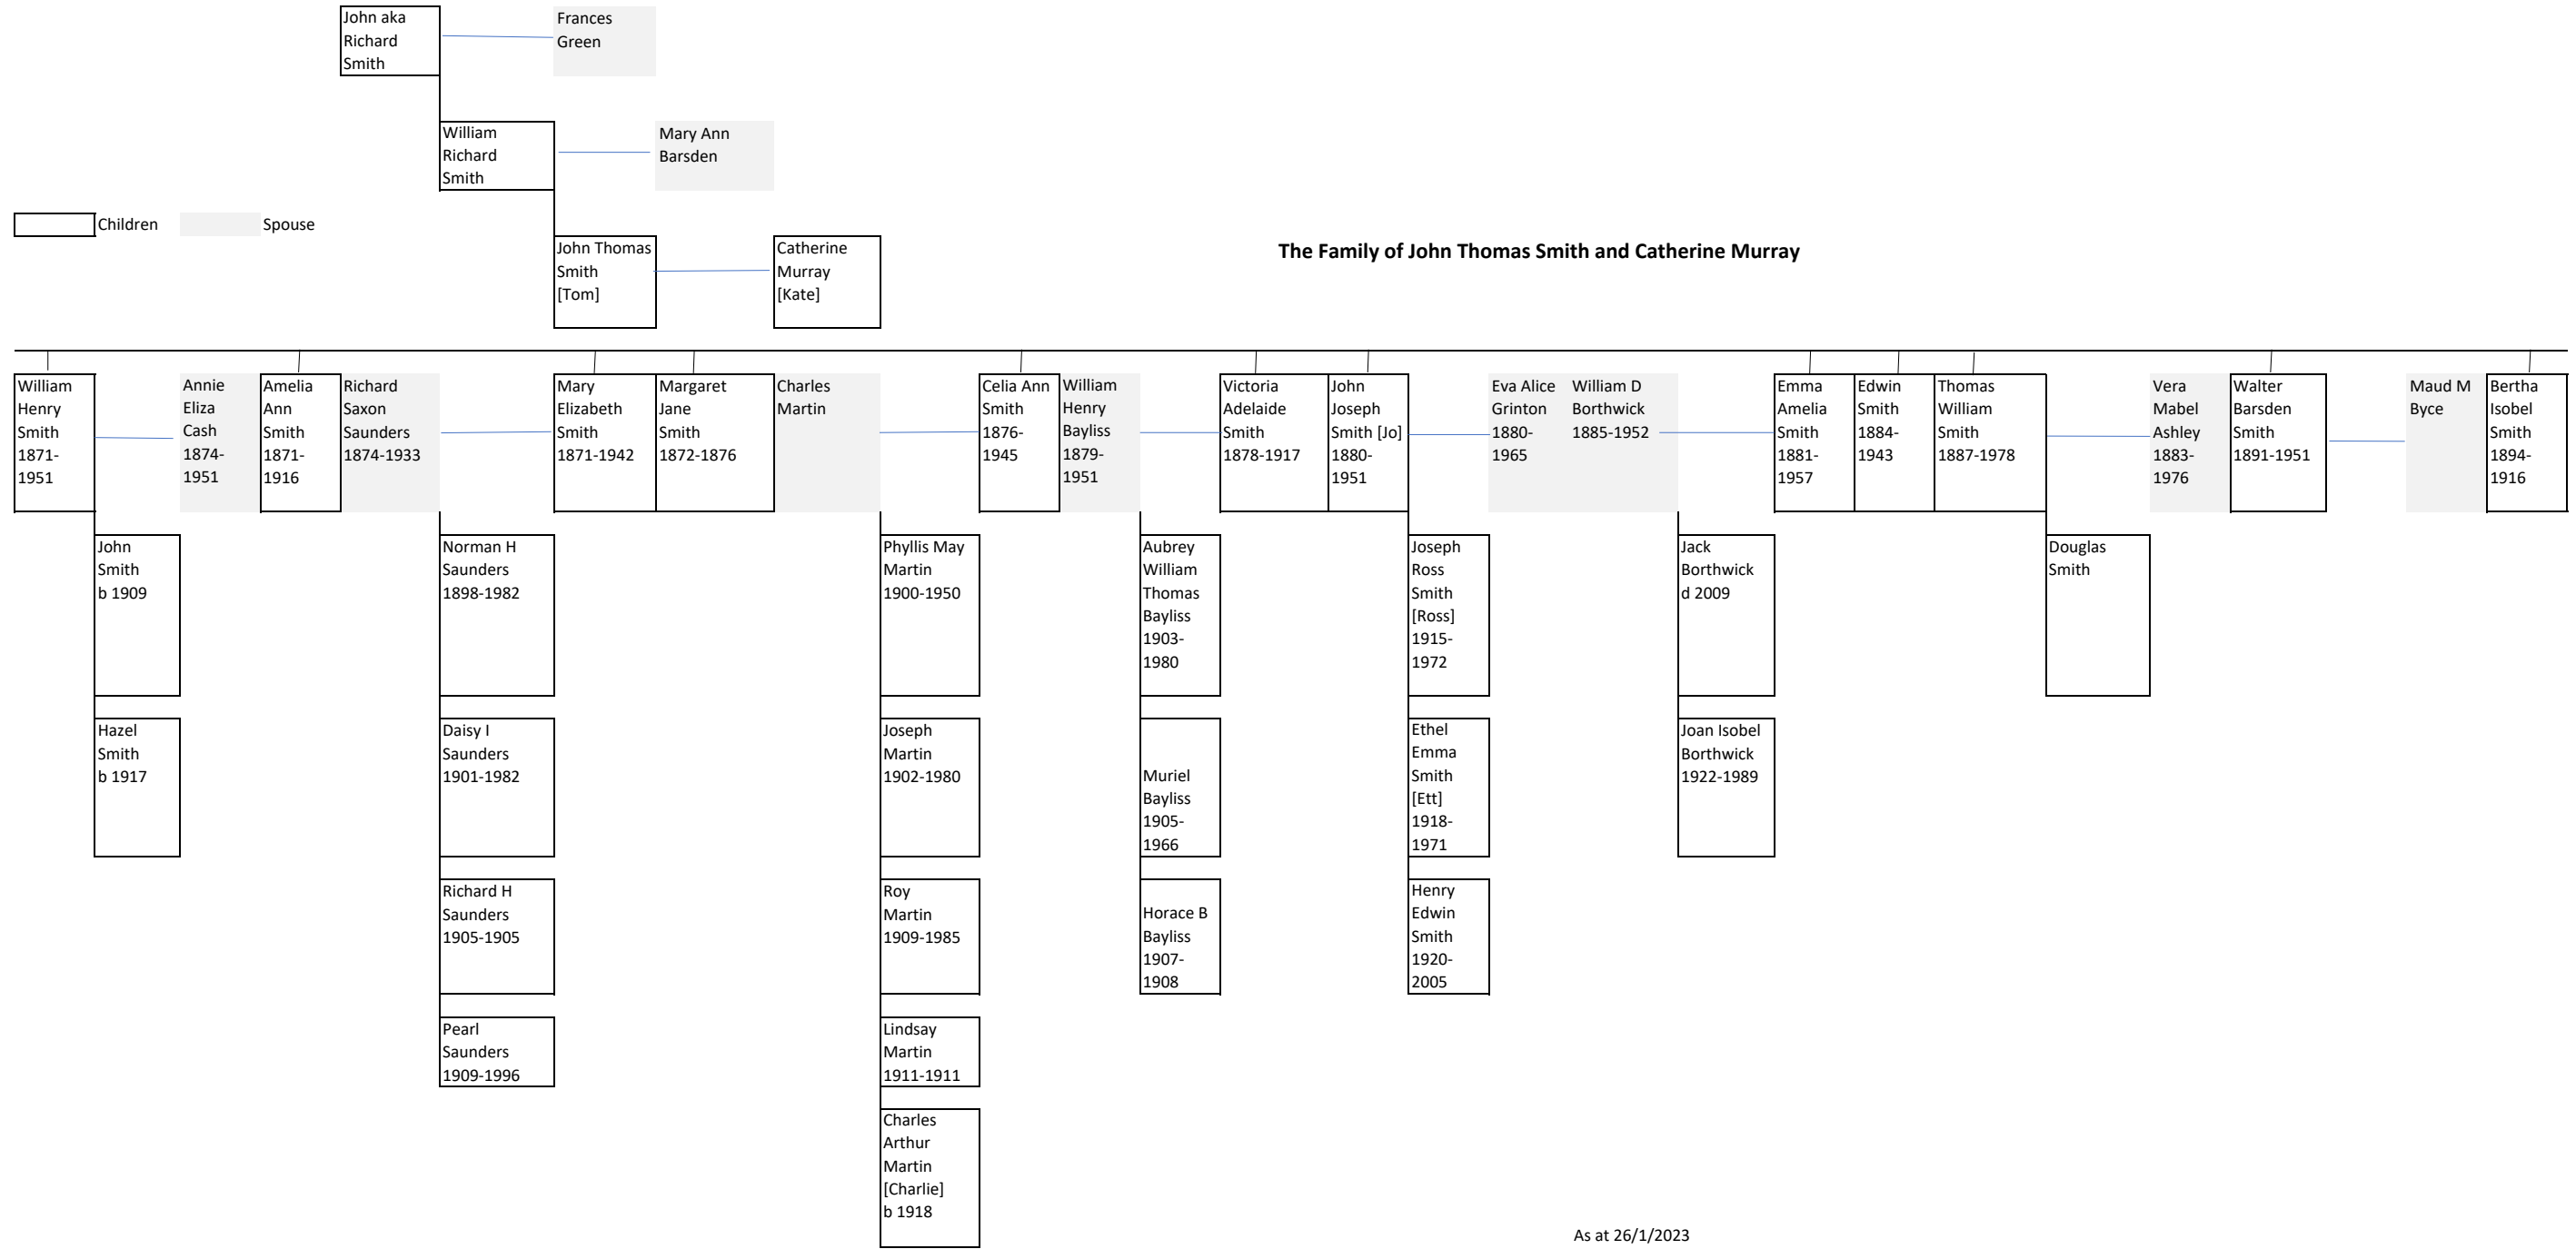 John aka
Richard
Smith
Frances
Green
William
Richard
Smith
Mary Ann
Barsden
Children
Spouse
John Thomas
Smith
[Tom]
Catherine
Murray
[Kate]
The Family of John Thomas Smith and Catherine Murray
William
Henry
Smith
1871-
1951
Annie
Eliza
Cash
1874-
1951
Amelia
Ann
Smith
1871-
1916
Richard
Saxon
Saunders
1874-1933
Mary
Elizabeth
Smith
1871-1942
Margaret
Jane
Smith
1872-1876
Charles
Martin
Celia Ann
Smith
1876-
1945
William
Henry
Bayliss
1879-
1951
Victoria
Adelaide
Smith
1878-1917
John
Joseph
Smith [Jo]
1880-
1951
Eva Alice
Grinton
1880-
1965
William D
Borthwick
1885-1952
Emma
Amelia
Smith
1881-
1957
Edwin
Smith
1884-
1943
Thomas
William
Smith
1887-1978
Vera
Mabel
Ashley
1883-
1976
Walter
Barsden
Smith
1891-1951
Maud M
Byce
Bertha
Isobel
Smith
1894-
1916
John
Smith
b 1909
Norman H
Saunders
1898-1982
Phyllis May
Martin
1900-1950
Aubrey
William
Thomas
Bayliss
1903-
1980
Joseph
Ross
Smith
[Ross]
1915-
1972
Jack
Borthwick
d 2009
Douglas
Smith
Hazel
Smith
b 1917
Daisy I
Saunders
1901-1982
Joseph
Martin
1902-1980
Muriel
Bayliss
1905-
1966
Ethel
Emma
Smith
[Ett]
1918-
1971
Joan Isobel
Borthwick
1922-1989
Richard H
Saunders
1905-1905
Roy
Martin
1909-1985
Horace B
Bayliss
1907-
1908
Henry
Edwin
Smith
1920-
2005
Pearl
Saunders
1909-1996
Lindsay
Martin
1911-1911
Charles
Arthur
Martin
[Charlie]
b 1918
As at 26/1/2023